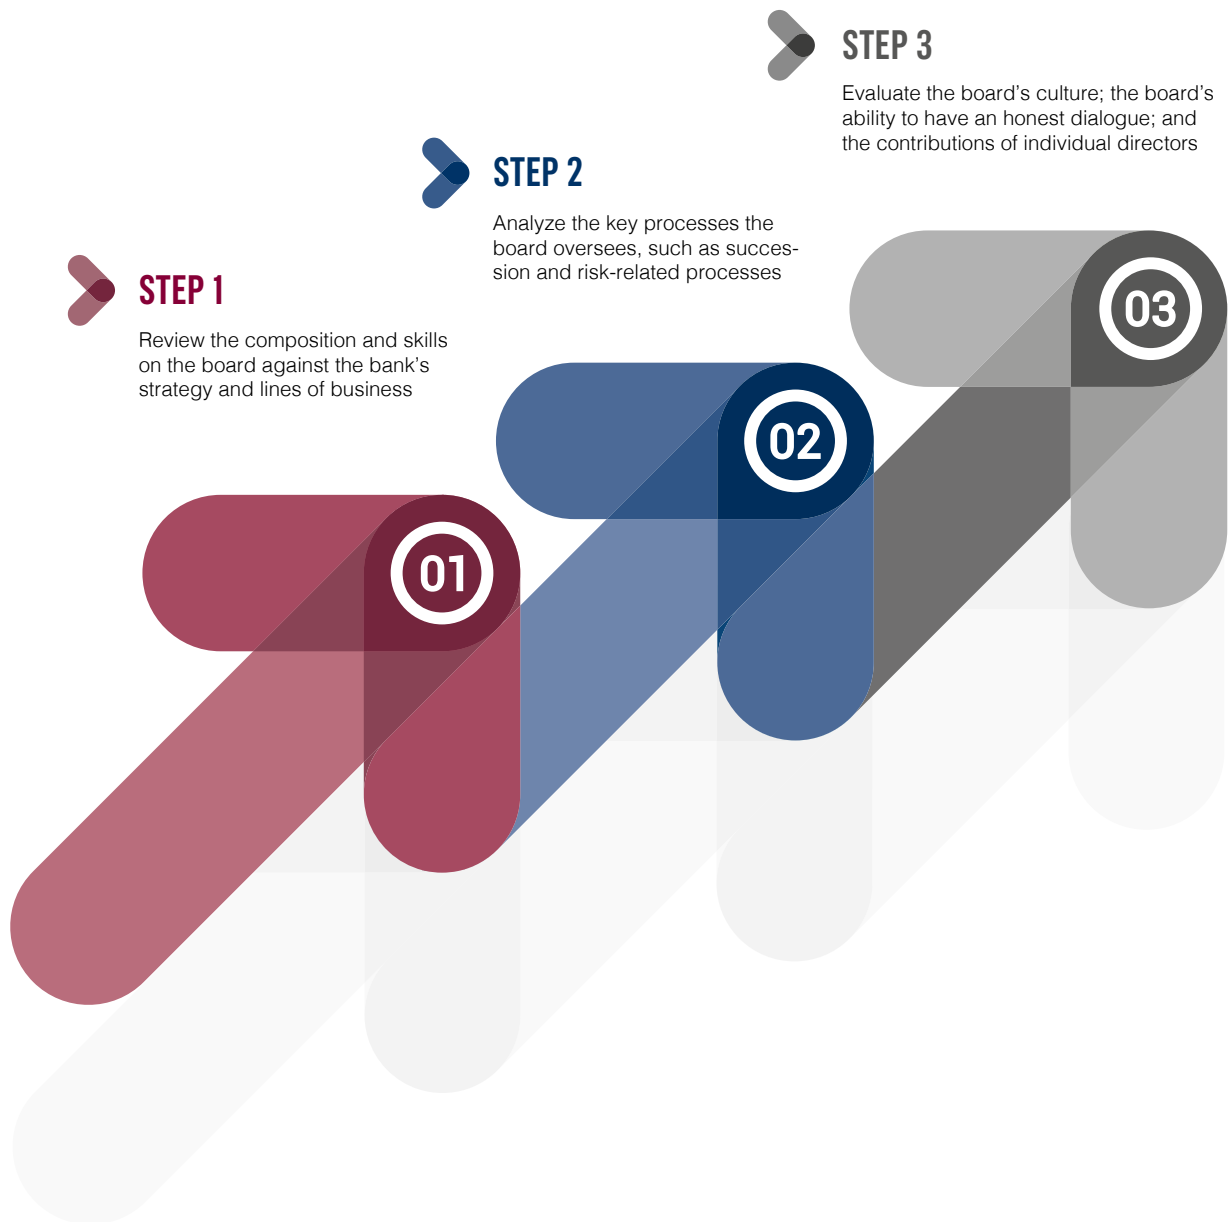 STEP 3
Evaluate the board’s culture; the board’s
ability to have an honest dialogue; and
the contributions of individual directors
STEP 2
Analyze the key processes the
board oversees, such as succes-
sion and risk-related processes
STEP 1
Review the composition and skills
on the board against the bank’s
strategy and lines of business
03
02
01